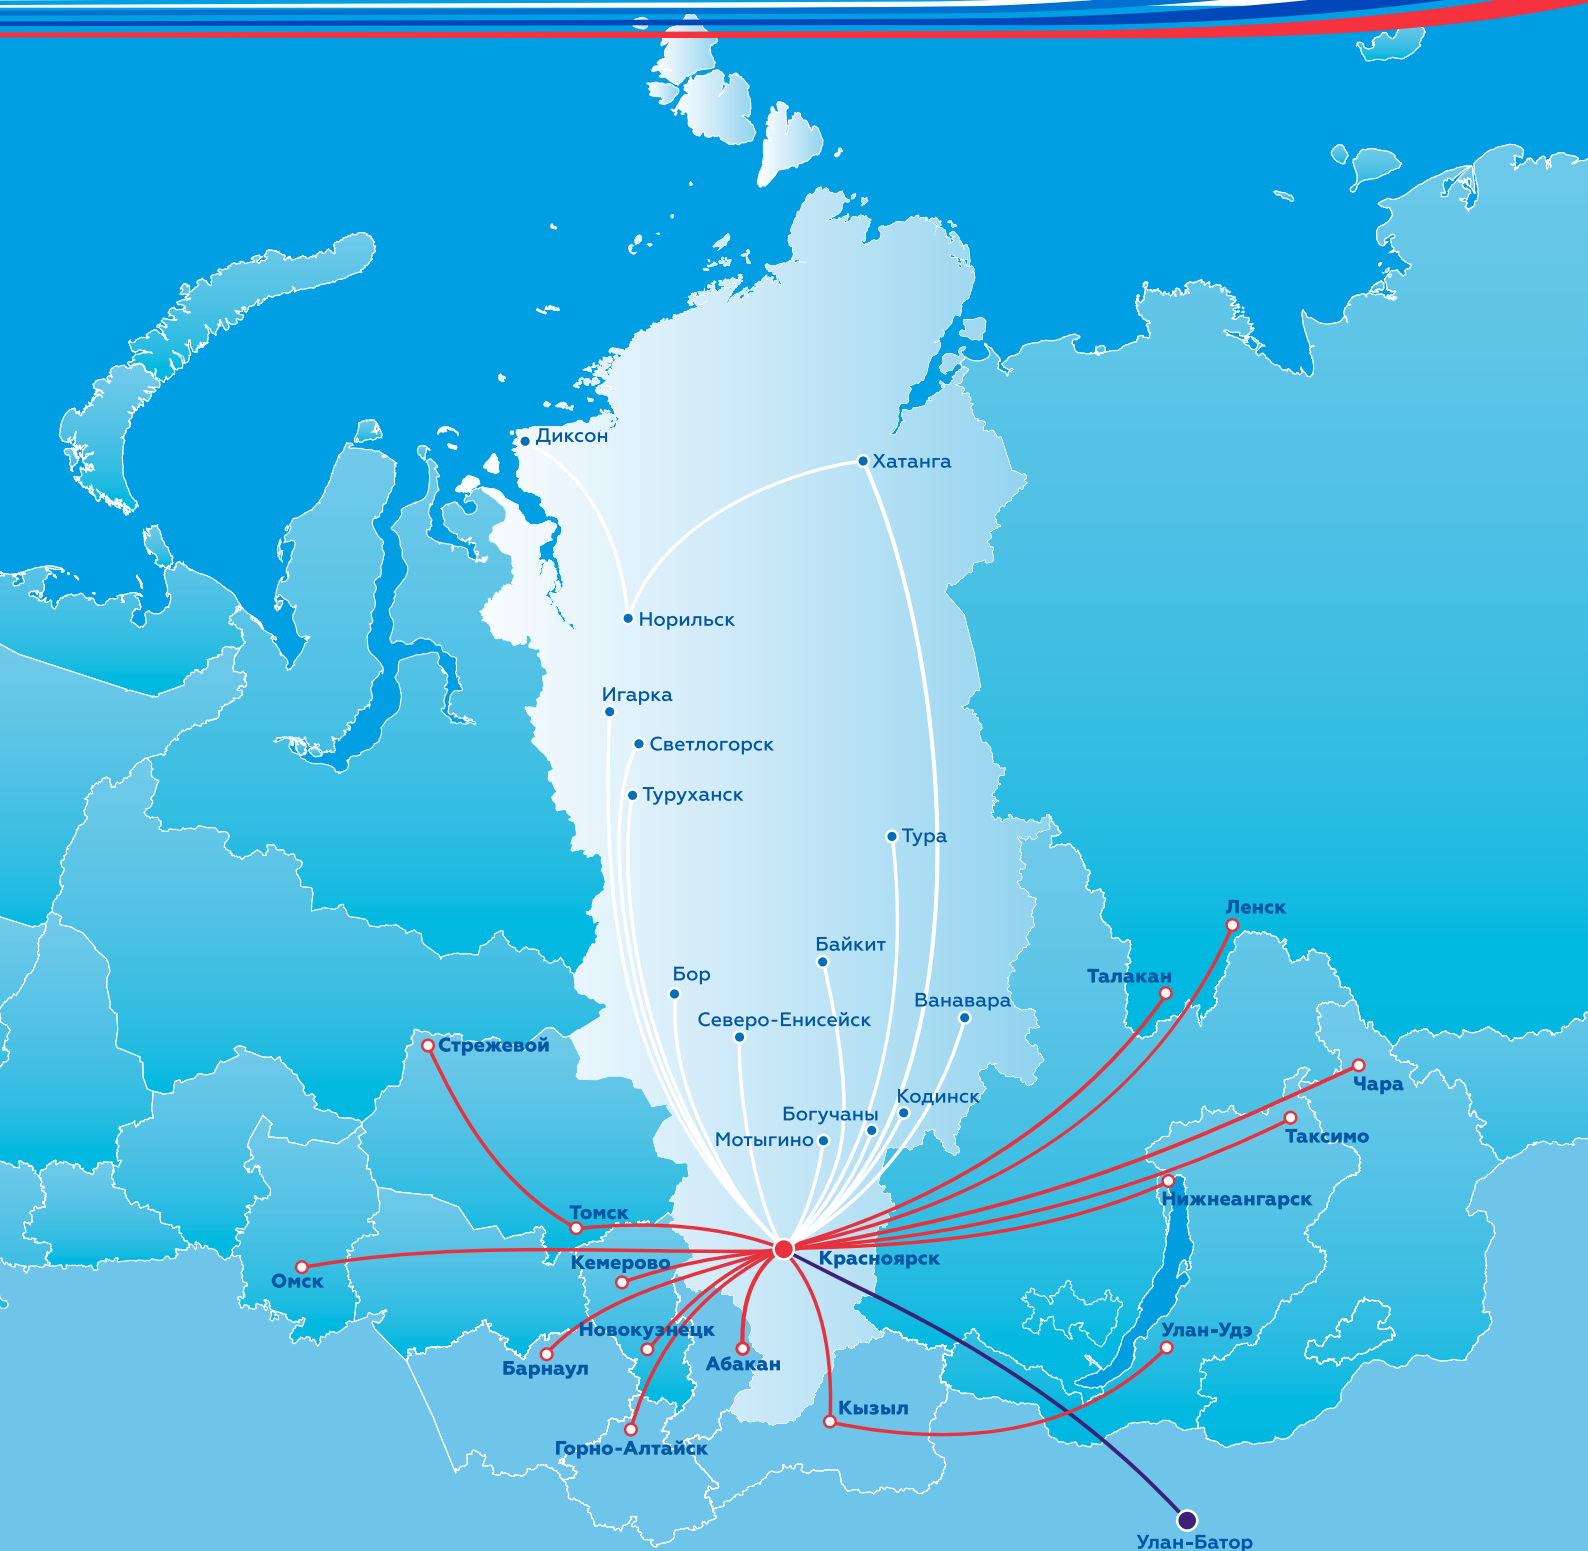 Диксон
Хатанга
Норильск
Игарка
Светлогорск
Туруханск
Тура
Ленск
Байкит
Бор
Талакан
Ванавара
Северо-Енисейск
Стрежевой
Чара
Кодинск
Богучаны
Мотыгино
Таксимо
Нижнеангарск
Томск
Красноярск
Кемерово
Омск
Новокузнецк
Улан-Удэ
Барнаул
Абакан
Кызыл
Горно-Алтайск
Улан-Батор